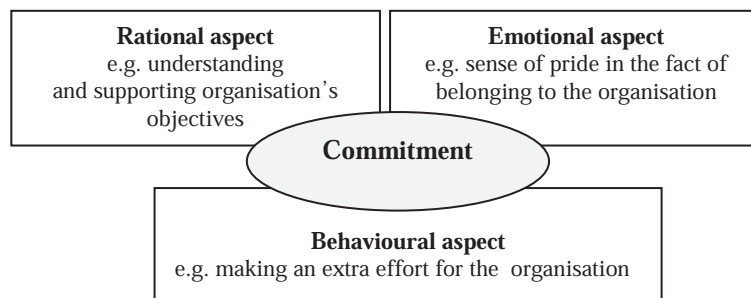 Rational aspect
e.g. understanding
and supporting organisation's
objectives
Emotional aspect
e.g. sense of pride in the fact of
belonging to the organisation
Commitment
Behavioural aspect
e.g. making an extra effort for the organisation